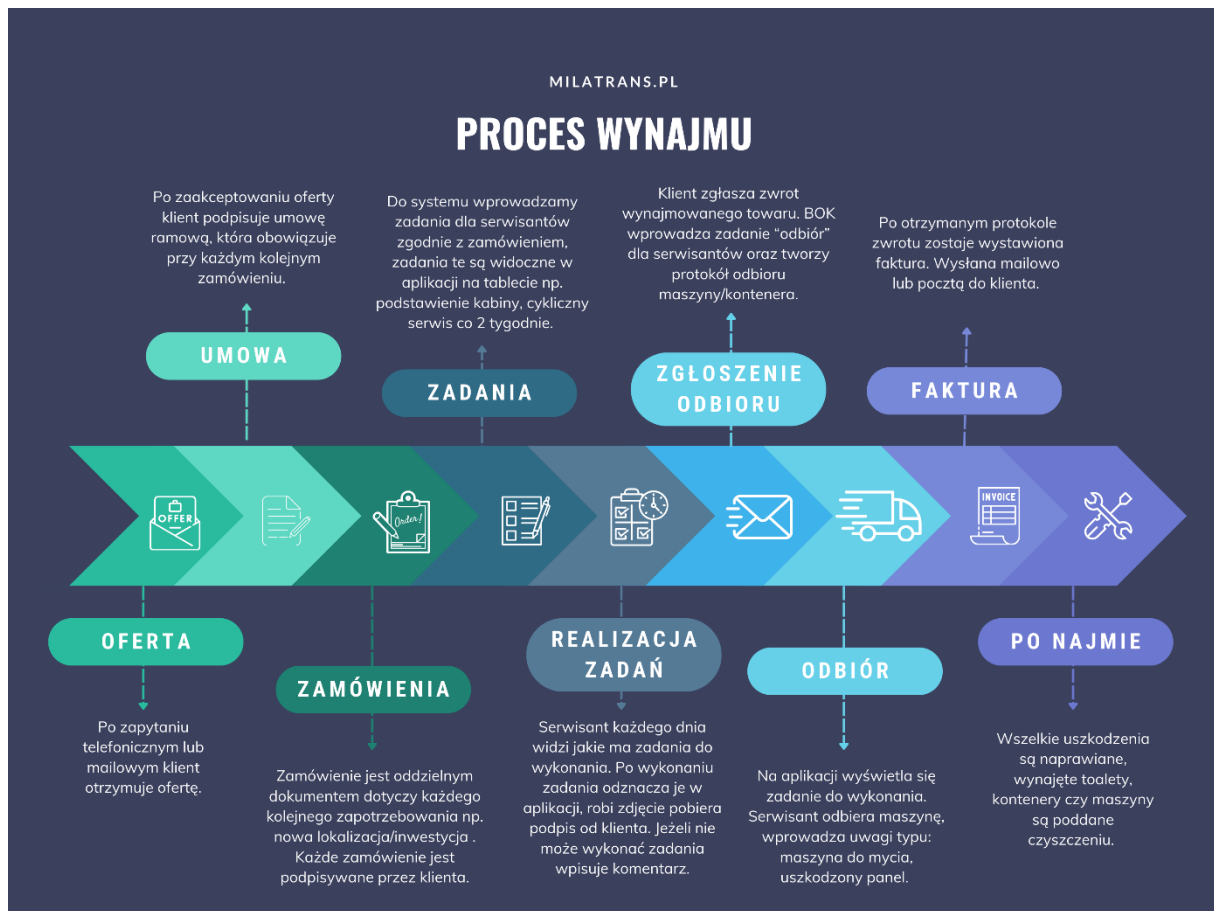 MILATRANS.PL
PROCES WYNAJMU
Po zaakceptowaniu oferty
klient podpisuje umowę
ramową, która obowiązuje
przy każdym kolejnym
zamówieniu.
UMOWA
Do systemu wprowadzamy
zadania dla serwisantów
zgodnie z zamówieniem,
zadania te są widoczne w
aplikacji na tablecie np.
podstawienie kabiny, cykliczny
serwis co 2 tygodnie.
ZADANIA
Klient zgłasza zwrot
wynajmowanego towaru. BOK
wprowadza zadanie “odbiór”
dla serwisantów oraz tworzy
protokół odbioru
maszyny/kontenera.
ZGŁOSZENIE
ODBIORU
Po otrzymanym protokole
zwrotu zostaje wystawiona
faktura. Wysłana mailowo
lub pocztą do klienta.
FAKTURA
OFFER
Order!
INVOICE
OFERTA
Po zapytaniu
telefonicznym lub
mailowym klient
otrzymuje ofertę.
ZAMÓWIENIA
Zamówienie jest oddzielnym
dokumentem dotyczy każdego
kolejnego zapotrzebowania np.
nowa lokalizacja/inwestycja .
Każde zamówienie jest
podpisywane przez klienta.
REALIZACJA
ZADAŃ
Serwisant każdego dnia
widzi jakie ma zadania do
wykonania. Po wykonaniu
zadania odznacza je w
aplikacji, robi zdjęcie pobiera
podpis od klienta. Jeżeli nie
może wykonać zadania
wpisuje komentarz.
ODBIÓR
Na aplikacji wyświetla się
zadanie do wykonania.
Serwisant odbiera maszynę,
wprowadza uwagi typu:
maszyna do mycia,
uszkodzony panel.
PO NAJMIE
Wszelkie uszkodzenia
są naprawiane,
wynajęte toalety,
kontenery czy maszyny
są poddane
czyszczeniu.